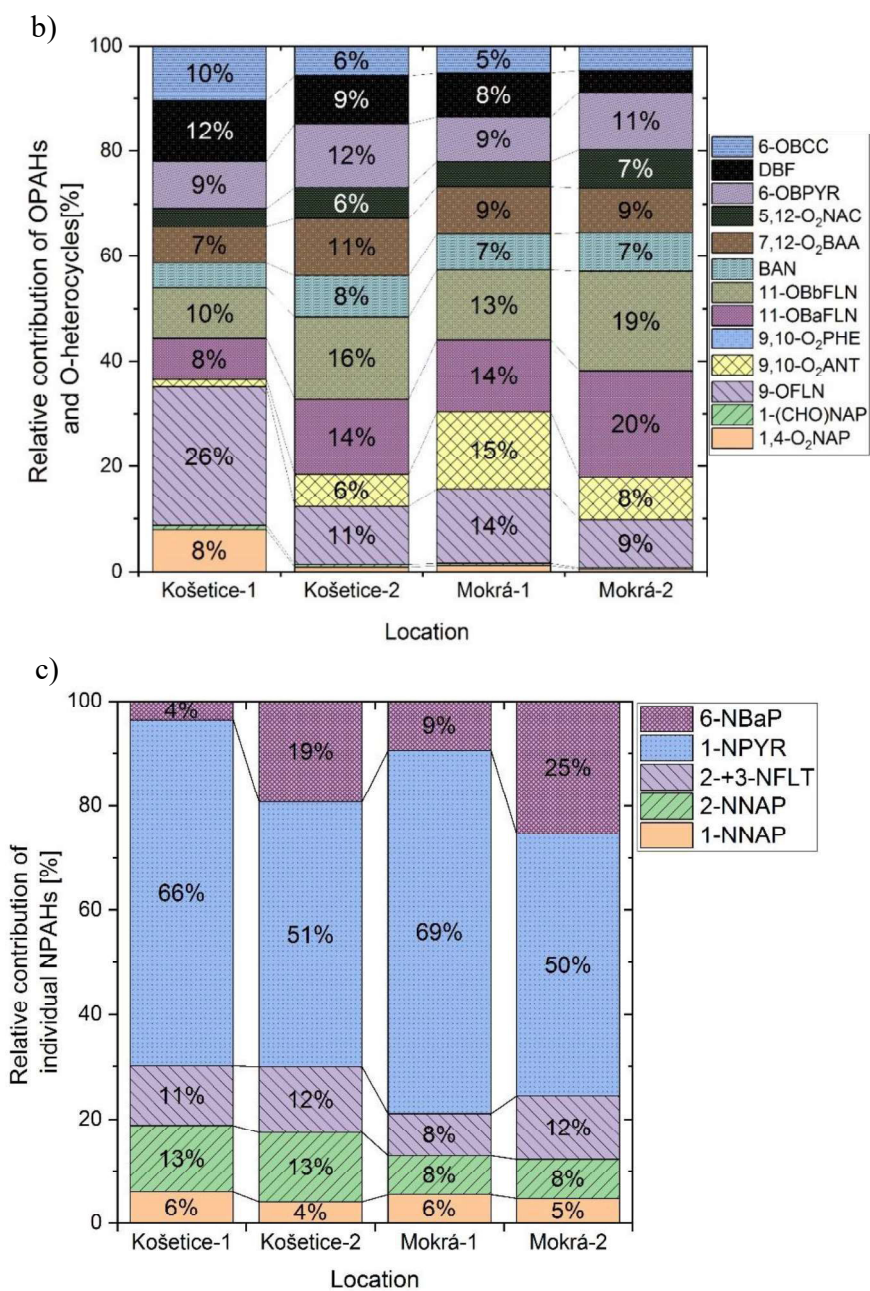 b)
Relative contribution of OPAHs
and O-heterocycles[%]
100
80
60
40
20
0
10%
12%
9%
7%
10%
8%
26%
8%
6%
9%
12%
6%
11%
8%
16%
14%
6%
11%
5%
8%
9%
9%
7%
13%
14%
15%
14%
11%
7%
9%
7%
19%
20%
8%
9%
Košetice-1 Košetice-2 Mokrá-1 Mokrá-2
Location
6-OBCC
DBF
6-OBPYR
5,12-O₂NAC
7,12-O₂BAA
BAN
11-OBbFLN
11-OBaFLN
9,10-O₂PHE
9,10-O₂ANT
9-OFLN
1-(CHO)NAP
1,4-O₂NAP
c)
Relative contribution of
individual NPAHs [%]
100
80
60
40
20
0
4%
66%
11%
13%
6%
19%
51%
12%
13%
4%
9%
69%
8%
8%
6%
25%
50%
12%
8%
5%
Košetice-1 Košetice-2 Mokrá-1 Mokrá-2
Location
6-NBaP
1-NPYR
2-+3-NFLT
2-NNAP
1-NNAP